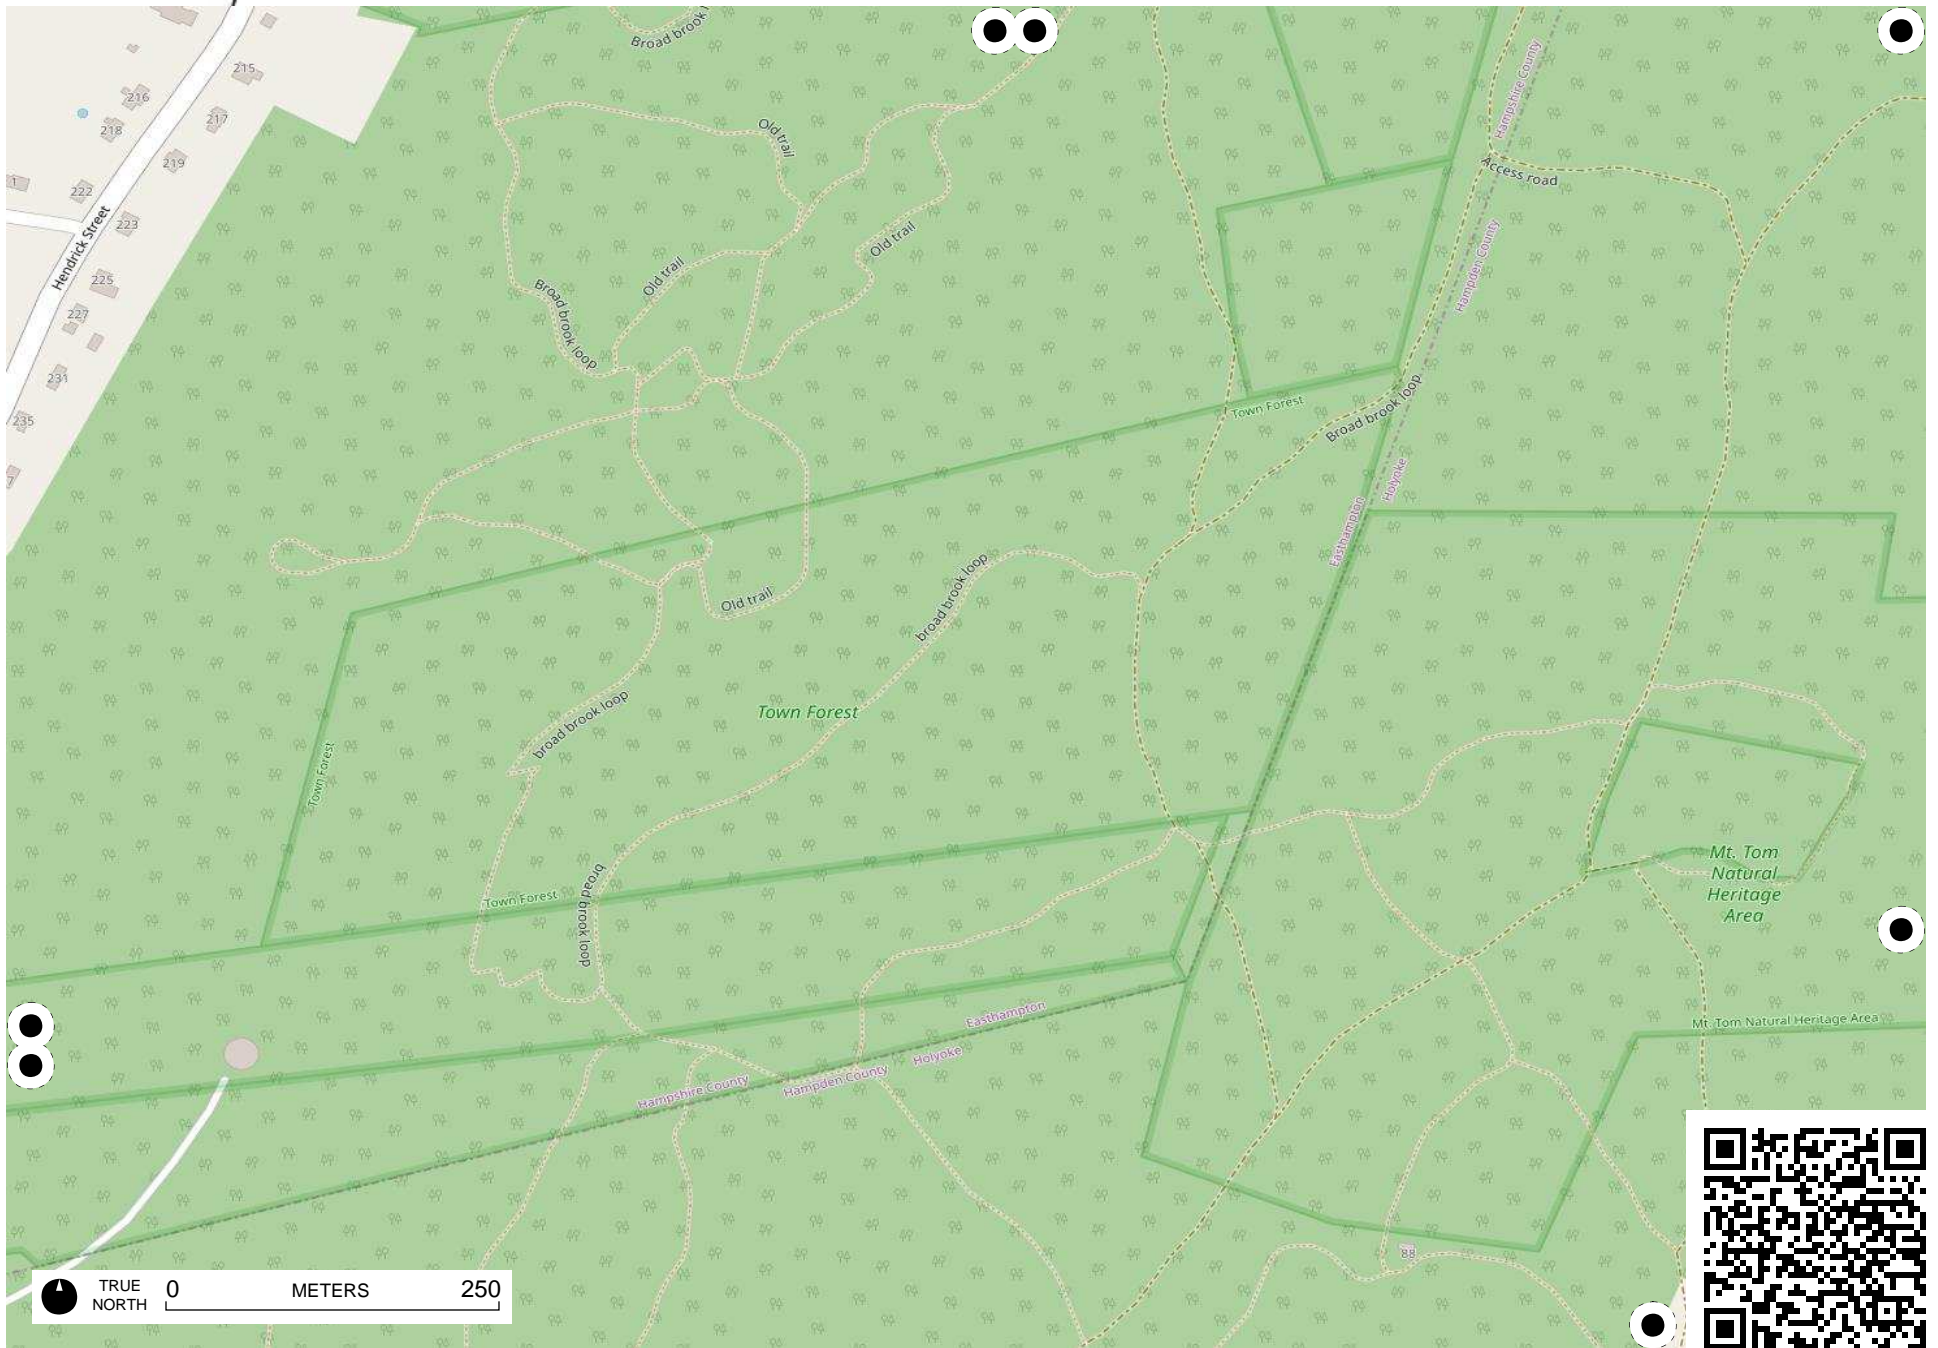 Broad brook l
215
216
217
218
219
222
223
225
227
231
235
1
7
Hendrick Street
Old trail
Old trail
Old trail
Broad brook loop
Hampshire County
Access road
Hampden County
Town Forest
Broad brook loop
Holyoke
Easthampton
broad brook loop
Old trail
broad brook loop
Town Forest
Town Forest
Mt. Tom
Natural
Heritage
Area
broad brook loop
Town Forest
Easthampton
Holyoke
Hampshire County
Hampden County
Mt. Tom Natural Heritage Area
88
TRUE
NORTH
0 METERS 250